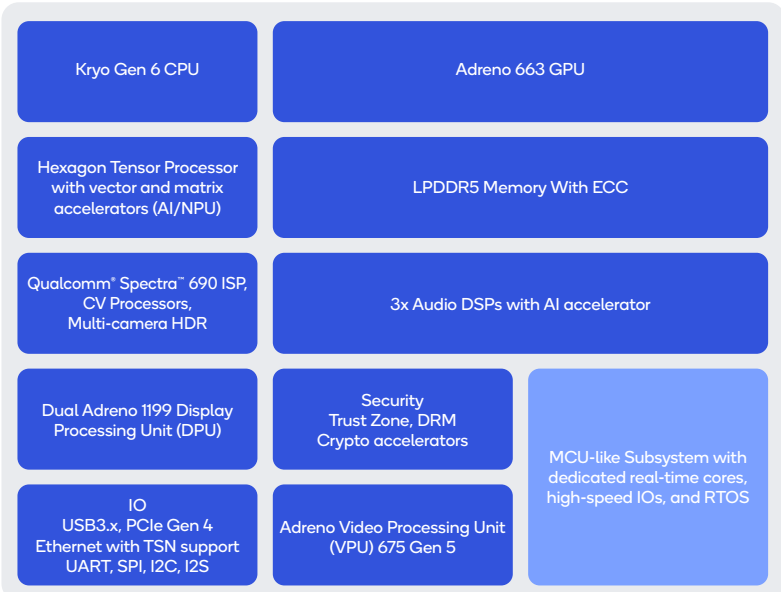 Kryo Gen 6 CPU
Adreno 663 GPU
Hexagon Tensor Processor
with vector and matrix
accelerators (AI/NPU)
LPDDR5 Memory With ECC
Qualcomm® Spectra™ 690 ISP,
CV Processors,
Multi-camera HDR
3x Audio DSPs with AI accelerator
Dual Adreno 1199 Display
Processing Unit (DPU)
Security
Trust Zone, DRM
Crypto accelerators
MCU-like Subsystem with
dedicated real-time cores,
high-speed IOs, and RTOS
IO
USB3.x, PCIe Gen 4
Ethernet with TSN support
UART, SPI, I2C, I2S
Adreno Video Processing Unit
(VPU) 675 Gen 5